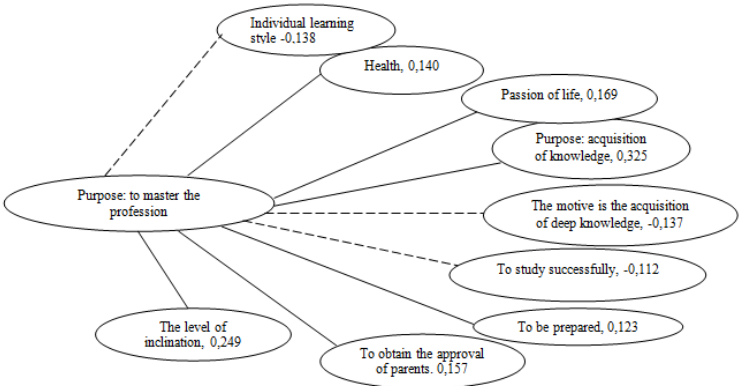 Individual learning
style -0,138
Health, 0,140
Passion of life, 0,169
Purpose: acquisition
of knowledge, 0,325
Purpose: to master the
profession
The motive is the acquisition
of deep knowledge, -0,137
To study successfully, -0,112
To be prepared, 0,123
The level of
inclination, 0,249
To obtain the approval
of parents. 0,157